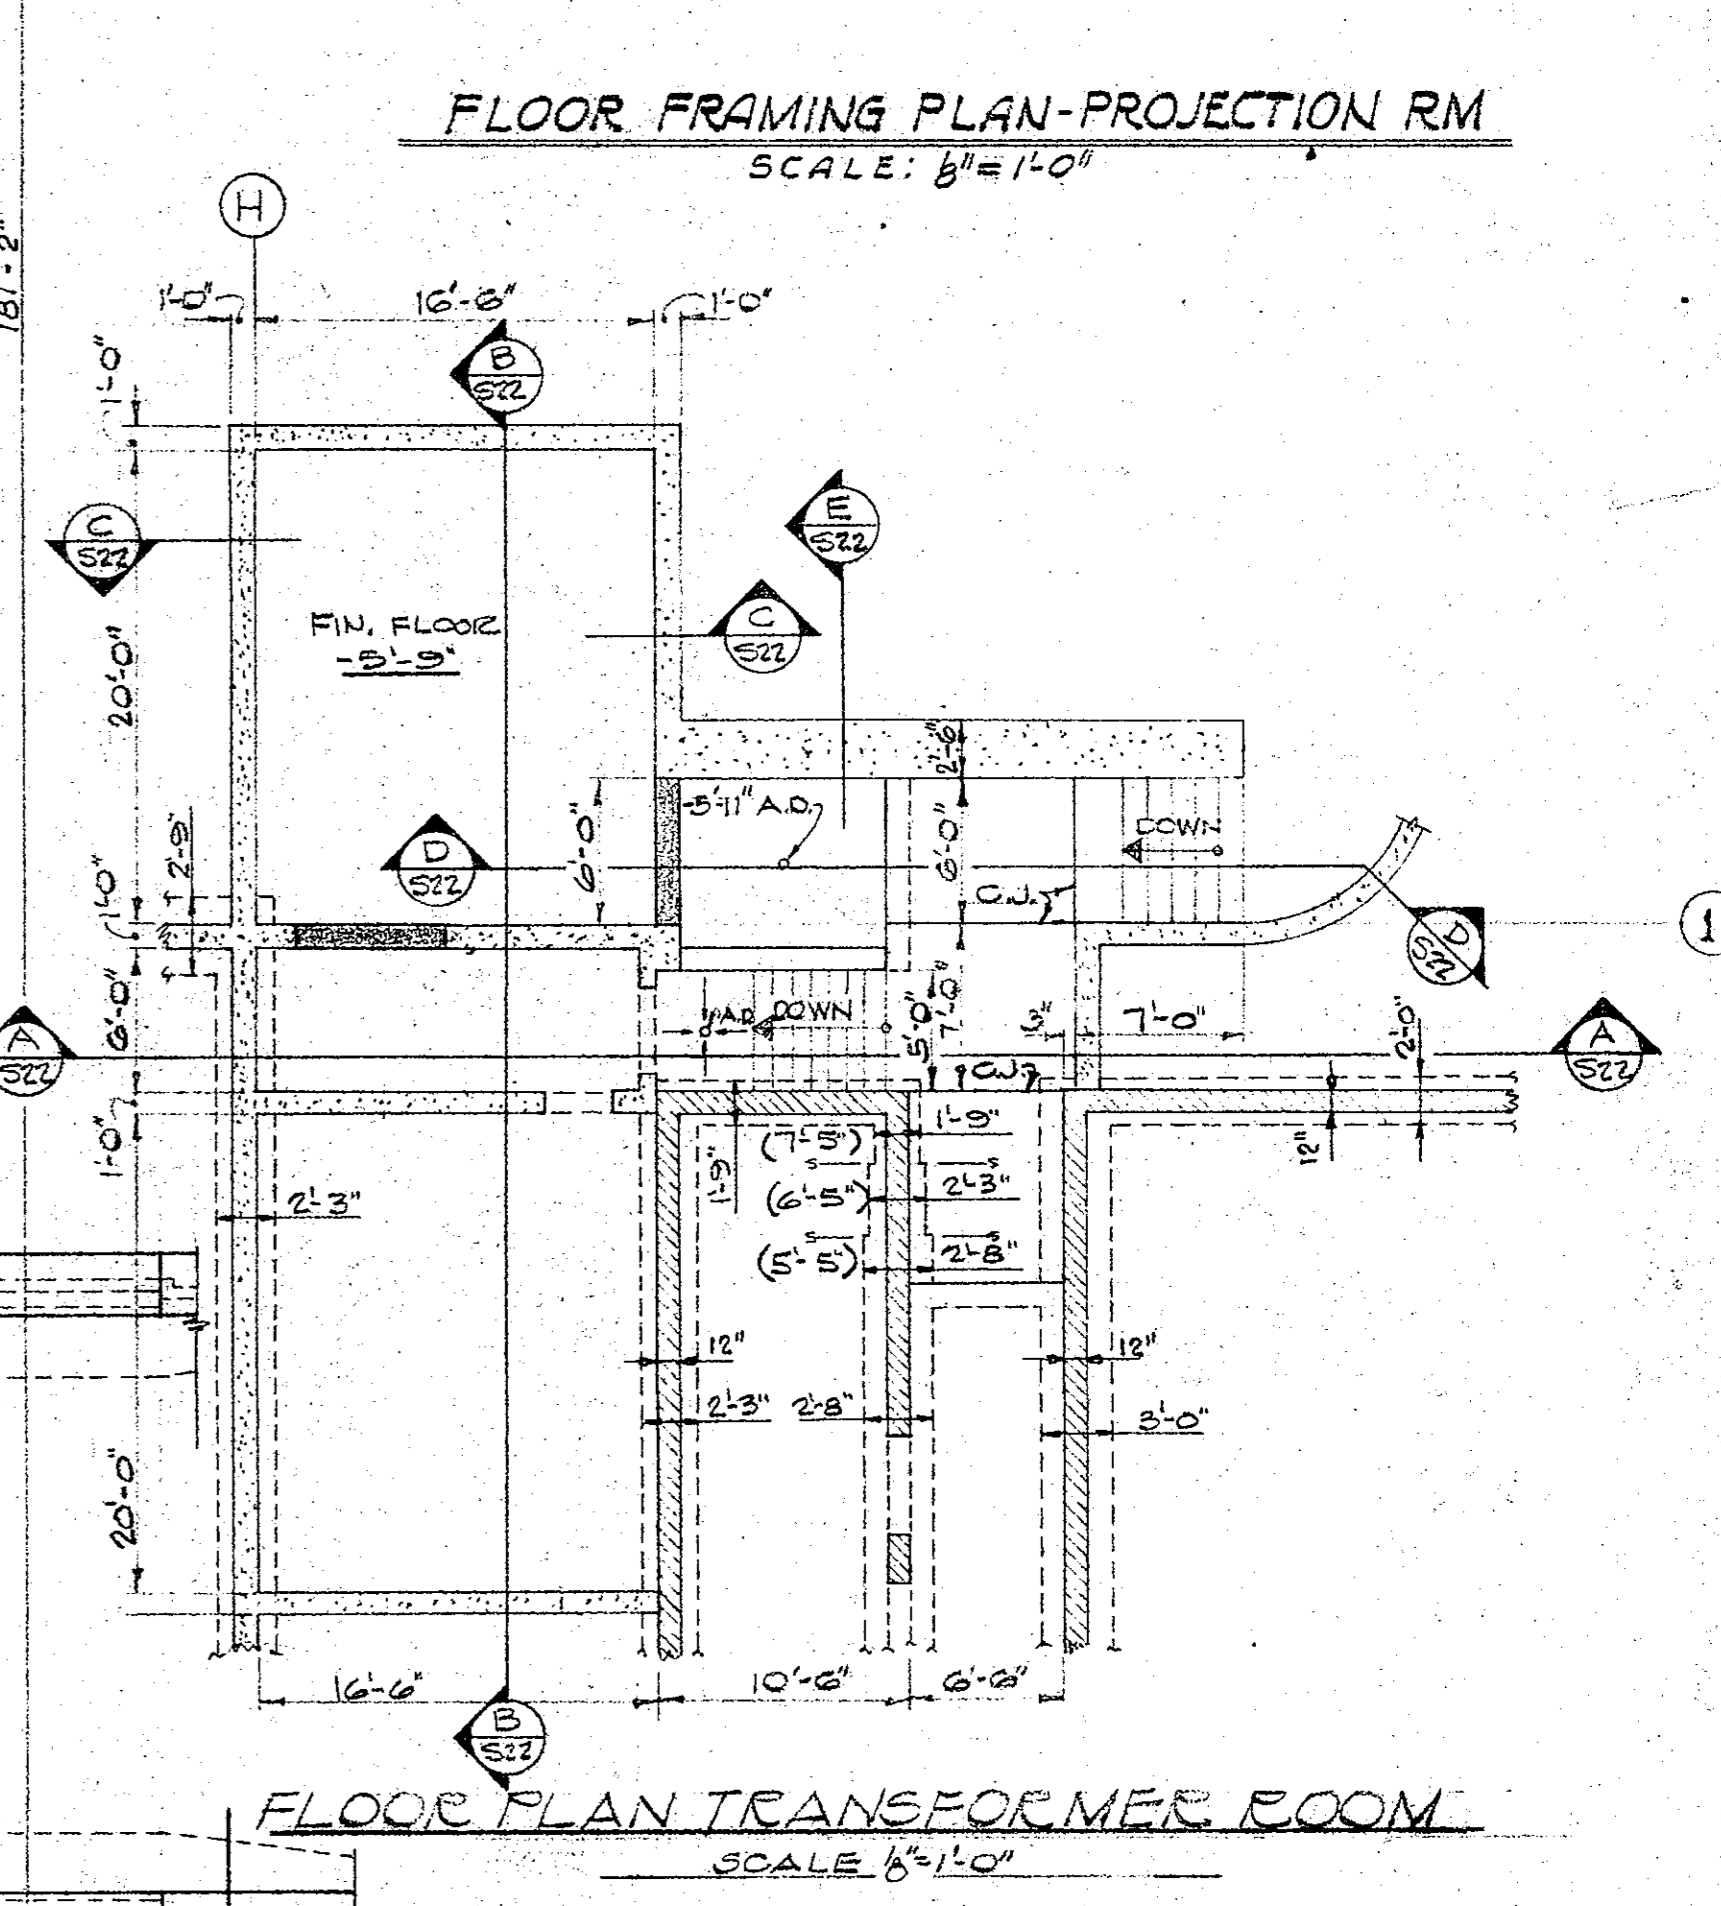 FLOOR FRAMING PLAN-PROJECTION RM
SCALE: 1/8"=1'-0"
181'-2"
H
1'-0"
16'-6"
1'-0"
B
S22
1'-0"
C
S22
E
S22
FIN. FLOOR
-5'-9"
C
S22
20'-0"
2'-6"
-5'-11" A.D.
6'-0"
6'-0"
DOWN
2'-9"
D
S22
1'-0"
C.J.
1
D
S22
6'-0"
A.D.
DOWN
5'-0"
7'-0"
3"
7'-0"
2'-0"
A
S22
A
S22
C.J.
1'-0"
1'-9"
(7'-5")
1'-9"
12"
(6'-5")
2'-3"
2'-3"
(5'-5")
2'-8"
12"
12"
2'-3"
2'-8"
3'-0"
20'-0"
16'-6"
10'-6"
6'-6"
B
S22
FLOOR PLAN TRANSFORMER ROOM
SCALE 1/8"=1'-0"